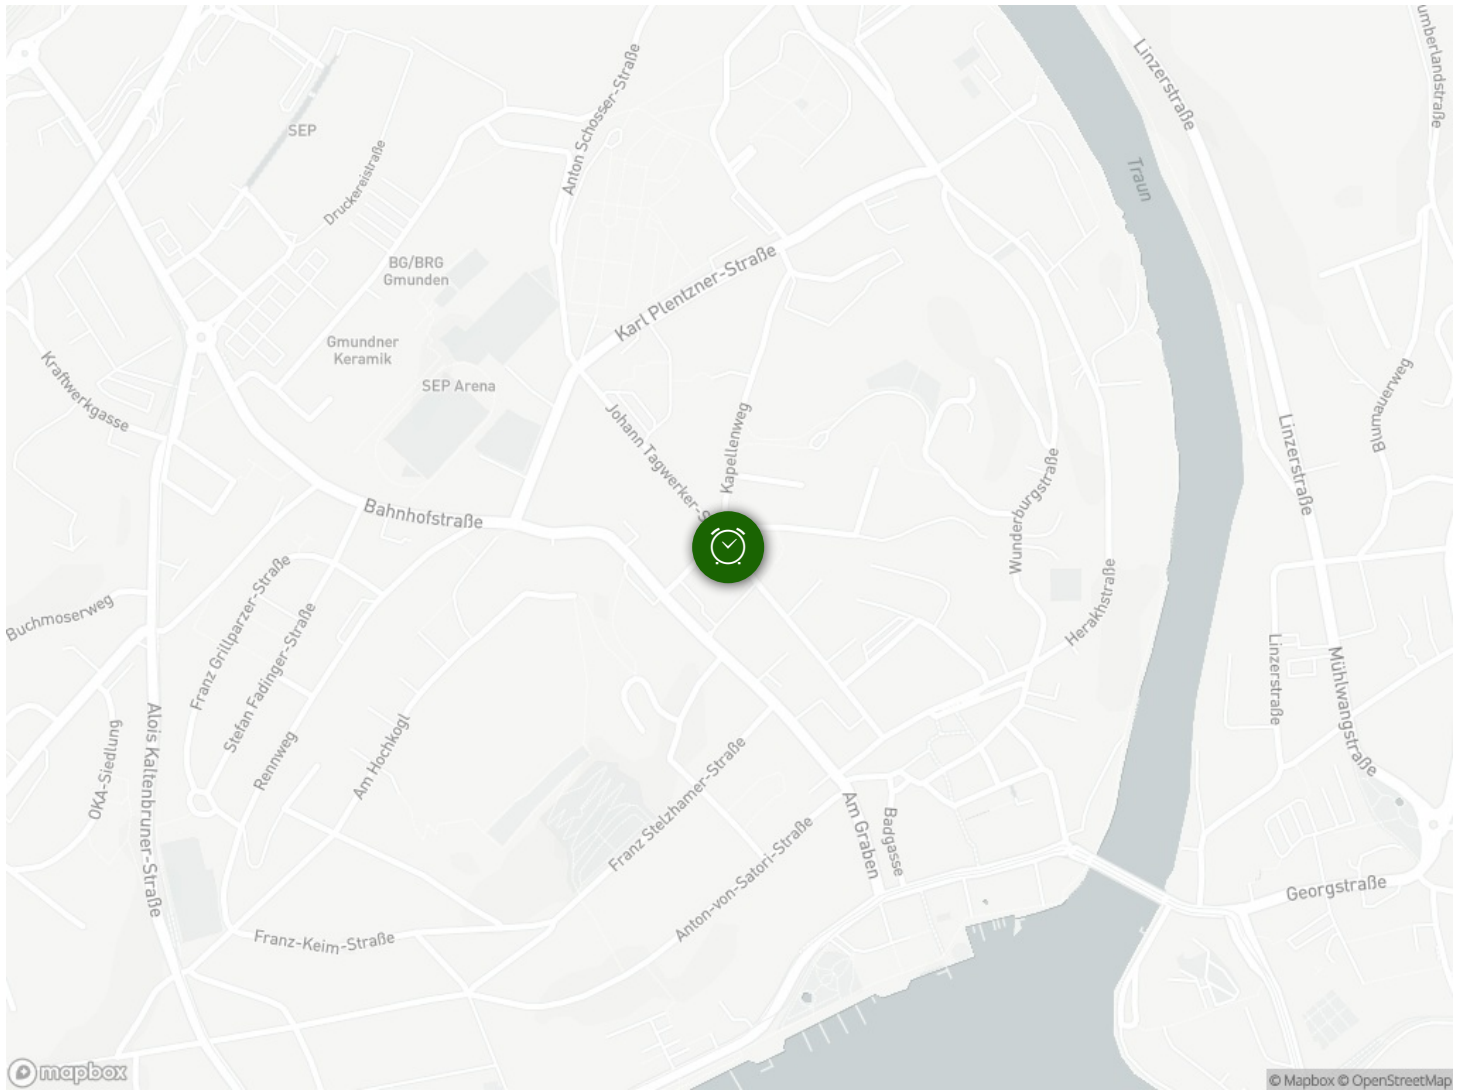 umberlandstraße
Linzerstraße
Anton Schosser-Straße
SEP
Druckereistraße
Traun
BG/BRG
Gmunden
Karl Plentzner-Straße
Gmundner
Keramik
Kraftwerkgasse
SEP Arena
Blumauerweg
Johann Tagwerker-S
Kapellenweg
Linzerstraße
Wunderburgstraße
Bahnhofstraße
Franz Grillparzer-Straße
Buchmoserweg
Stefan Fadinger-Straße
Herakhstraße
Linzerstraße
Mühlwangstraße
Alois Kaltenbruner-Straße
OKA-Siedlung
Rennweg
Am Hochkogl
Franz Stelzhamer-Straße
Am Graben
Badgasse
Anton-von-Satori-Straße
Georgstraße
Franz-Keim-Straße
mapbox
© Mapbox © OpenStreetMap